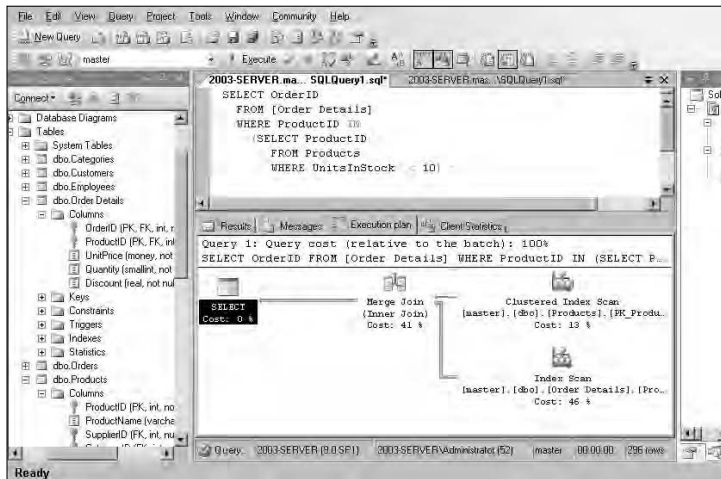 File Edit View Query Project Tools Window Community Help
New Query
master
Execute
2003-SERVER.ma... SQLQuery1.sql*
2003-SERVER.mas...\SQLQuery1.sql*
Connect
Database Diagrams
Tables
System Tables
dbo.Categories
dbo.Customers
dbo.Employees
dbo.Order Details
Columns
OrderID (PK, FK, int, r
ProductID (PK, FK, int
UnitPrice (money, not
Quantity (smallint, not
Discount (real, not nul
Keys
Constraints
Triggers
Indexes
Statistics
dbo.Orders
dbo.Products
Columns
ProductID (PK, int, no
ProductName (varcha
SupplierID (FK, int, nu
SELECT OrderID
FROM [Order Details]
WHERE ProductID IN
(SELECT ProductID
FROM Products
WHERE UnitsInStock < 10)
Results Messages Execution plan Client Statistics
Query 1: Query cost (relative to the batch): 100%
SELECT OrderID FROM [Order Details] WHERE ProductID IN (SELECT P...
SELECT
Cost: 0 %
Merge Join
(Inner Join)
Cost: 41 %
Clustered Index Scan
[master].[dbo].[Products].[PK_Produ...
Cost: 13 %
Index Scan
[master].[dbo].[Order Details].[Pro...
Cost: 46 %
Query 2003-SERVER (9.0 SP1) 2003-SERVER\Administrator (52) master 00:00:00 296 rows
Sol
Ready